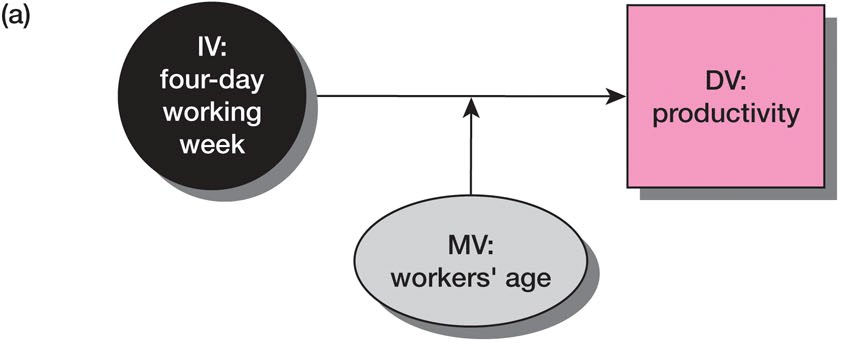 (a)
IV:
four-day
working
week
DV:
productivity
MV:
workers' age